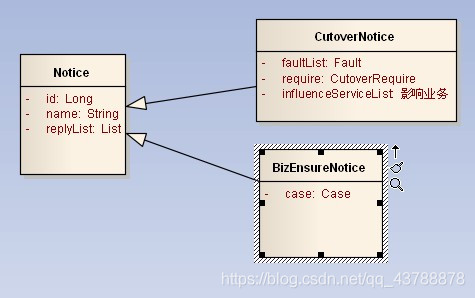 Notice
- id: Long
- name: String
- replyList: List
CutoverNotice
- faultList: Fault
- require: CutoverRequire
- influenceServiceList: 影响业务
BizEnsureNotice
- case: Case
https://blog.csdn.net/qq_43788878